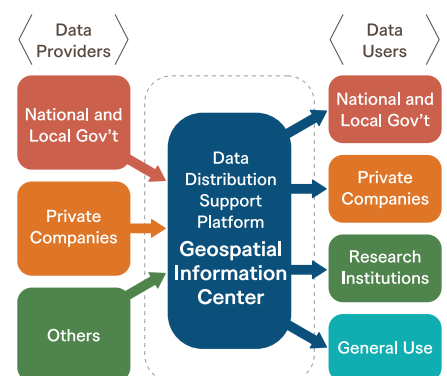 Data
Providers
National and
Local Gov't
Private
Companies
Others
Data
Distribution
Support
Platform
Geospatial
Information
Center
Data
Users
National and
Local Gov't
Private
Companies
Research
Institutions
General Use